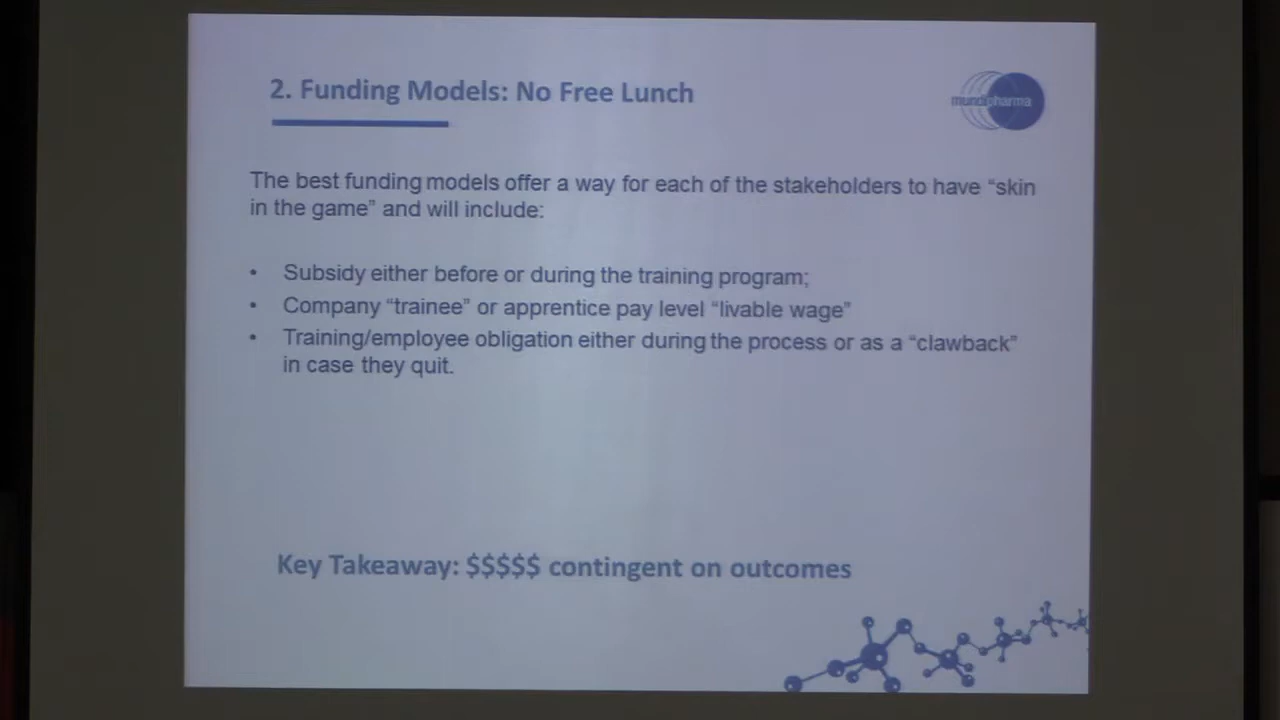 2. Funding Models: No Free Lunch
mundipharma
The best funding models offer a way for each of the stakeholders to have “skin
in the game” and will include:
• Subsidy either before or during the training program;
• Company “trainee” or apprentice pay level “livable wage”
• Training/employee obligation either during the process or as a “clawback”
in case they quit.
Key Takeaway: $$$$$ contingent on outcomes